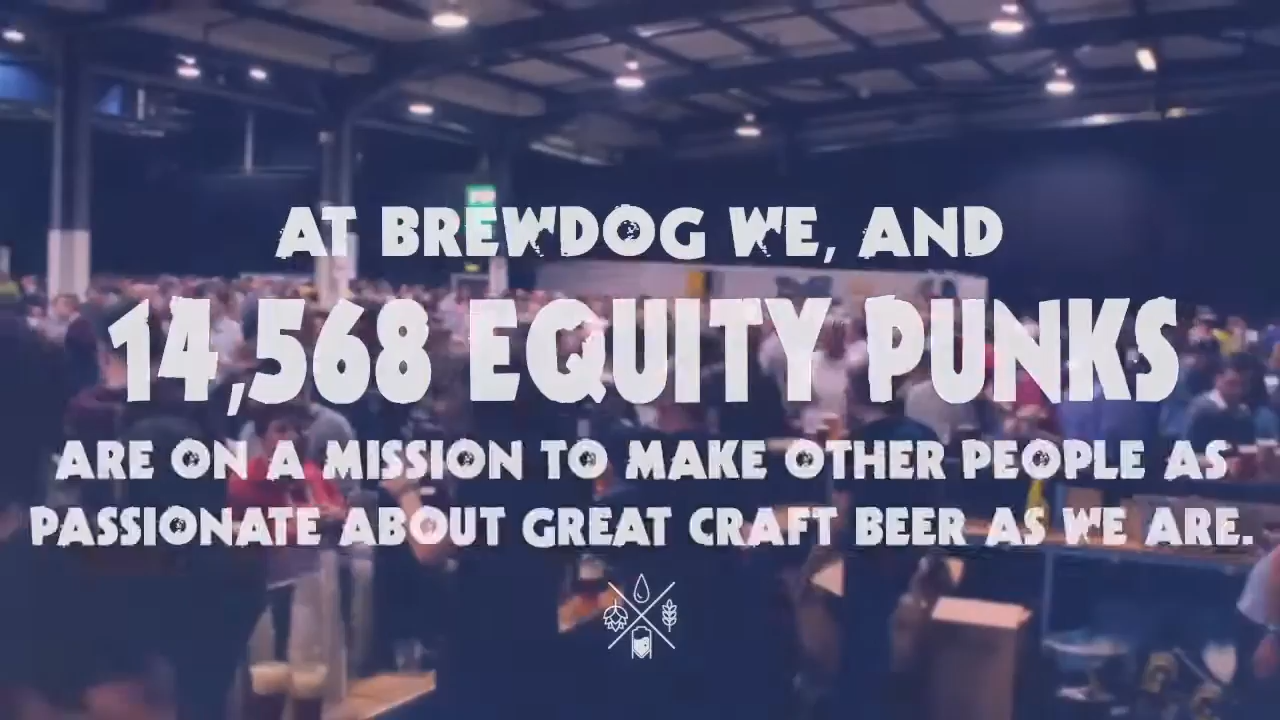 AT BREWDOG WE, AND
14,568 EQUITY PUNKS
ARE ON A MISSION TO MAKE OTHER PEOPLE AS
PASSIONATE ABOUT GREAT CRAFT BEER AS WE ARE.